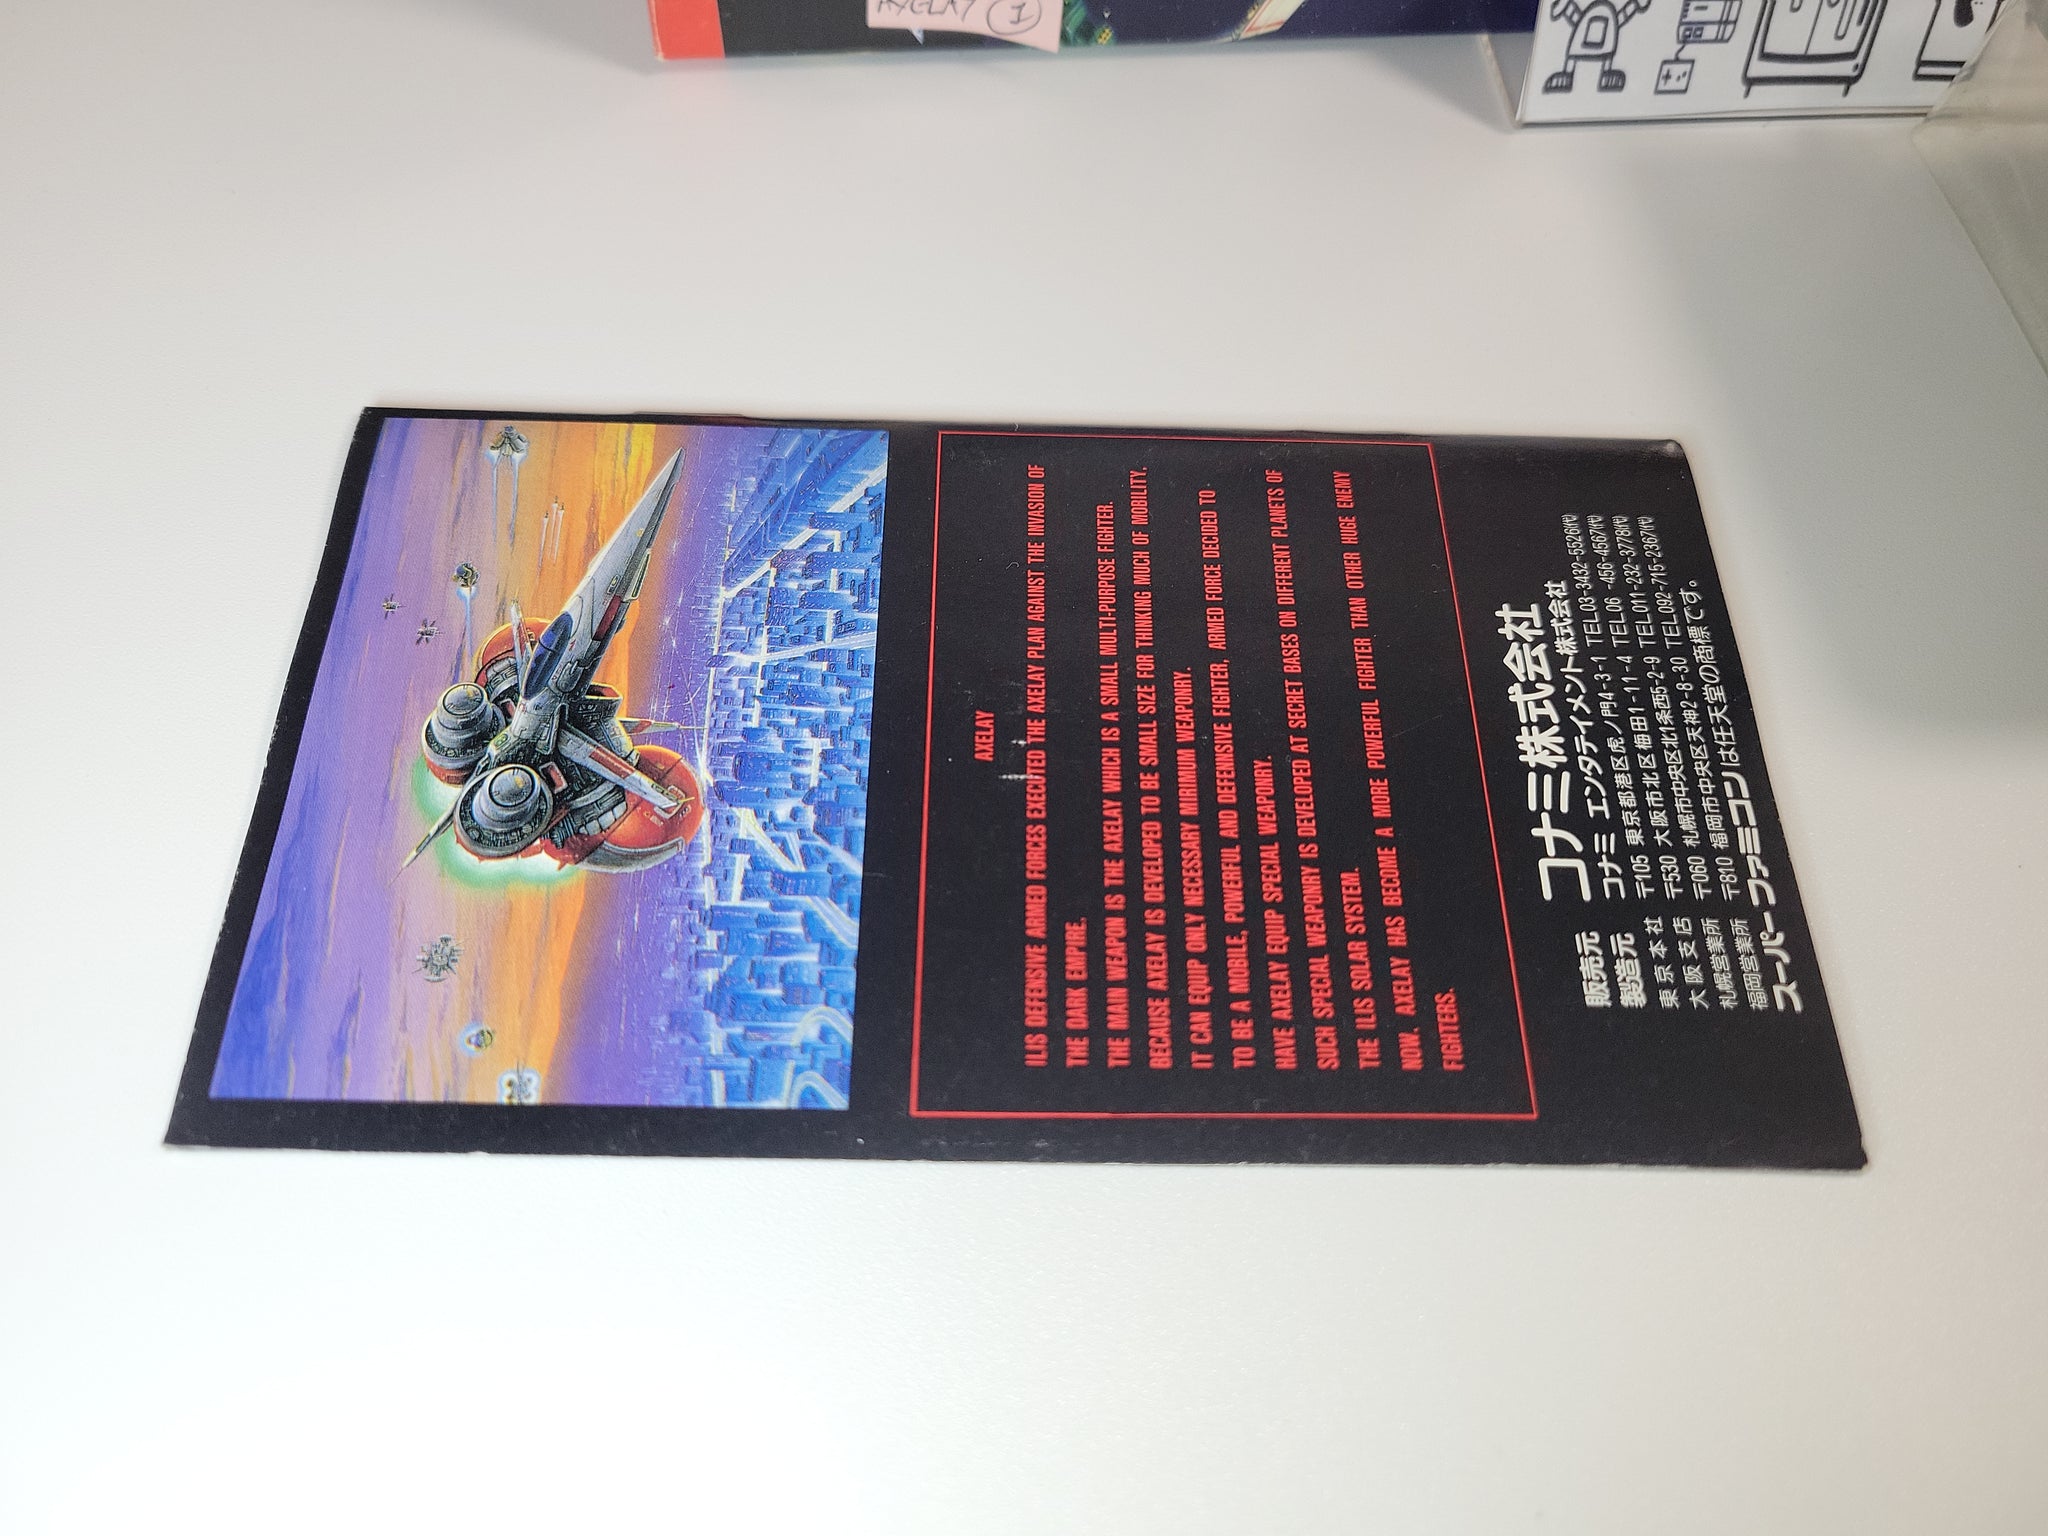 AXELAY
ILIS DEFENSIVE ARMED FORCES EXECUTED THE AXELAY PLAN AGAINST THE INVASION OF
THE DARK EMPIRE.
THE MAIN WEAPON IS THE AXELAY WHICH IS A SMALL MULTI-PURPOSE FIGHTER.
BECAUSE AXELAY IS DEVELOPED TO BE SMALL SIZE FOR THINKING MUCH OF MOBILITY,
IT CAN EQUIP ONLY NECESSARY MINIMUM WEAPONRY.
TO BE A MOBILE, POWERFUL AND DEFENSIVE FIGHTER, ARMED FORCE DECIDED TO
HAVE AXELAY EQUIP SPECIAL WEAPONRY.
SUCH SPECIAL WEAPONRY IS DEVELOPED AT SECRET BASES ON DIFFERENT PLANETS OF
THE ILIS SOLAR SYSTEM.
NOW, AXELAY HAS BECOME A MORE POWERFUL FIGHTER THAN OTHER HUGE ENEMY
FIGHTERS.
販売元 コナミ株式会社
製造元 コナミ エンタテイメント株式会社
東京本社 〒105 東京都港区虎ノ門4-3-1 TEL03-3432-5526(代)
大阪支店 〒530 大阪市北区梅田1-11-4 TEL06-456-4567(代)
札幌営業所 〒060 札幌市中央区北北1条西5-2-9 TEL011-232-3778(代)
福岡営業所 〒810 福岡市中央区天神2-8-30 TEL092-715-2367(代)
スーパーファミコンは任天堂の商標です。
①